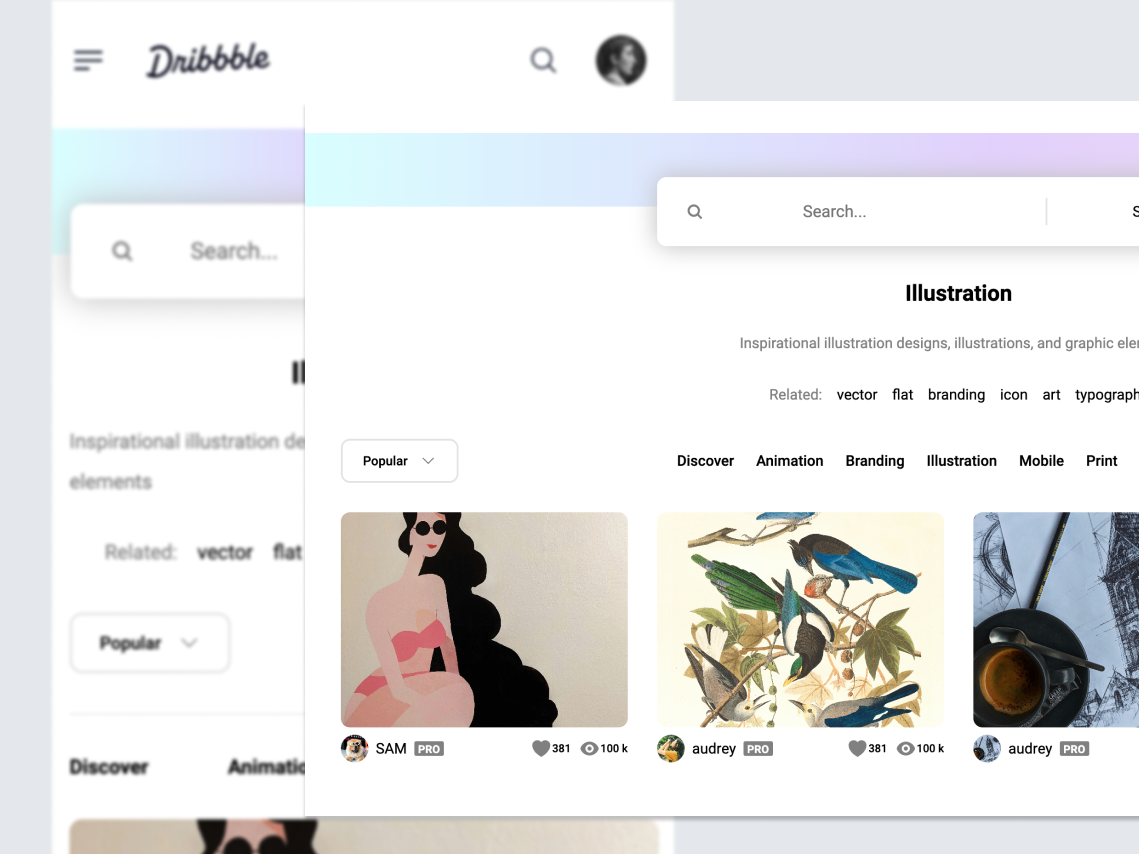 Dribbble
Search...
Inspirational illustration de
elements
Related: vector flat
Popular
Discover Animatio
Search...
S
Illustration
Inspirational illustration designs, illustrations, and graphic ele
Related: vector flat branding icon art typograph
Popular
Discover Animation Branding Illustration Mobile Print
SAM PRO 381 100 k
audrey PRO 381 100 k
audrey PRO